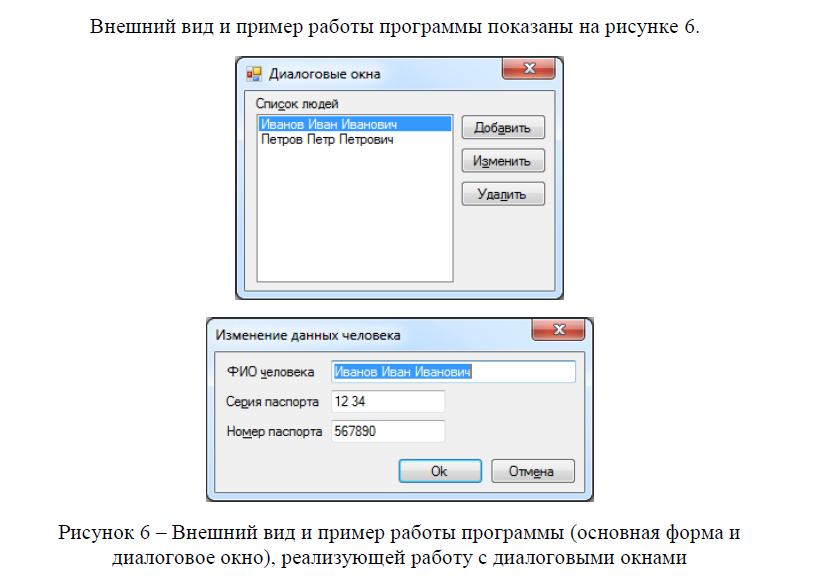 Внешний вид и пример работы программы показаны на рисунке 6.
Диалоговые окна
Список людей
Иванов Иван Иванович
Петров Петр Петрович
Добавить
Изменить
Удалить
Изменение данных человека
ФИО человека Иванов Иван Иванович
Серия паспорта 12 34
Номер паспорта 567890
Ok Отмена
Рисунок 6 – Внешний вид и пример работы программы (основная форма и
диалоговое окно), реализующей работу с диалоговыми окнами